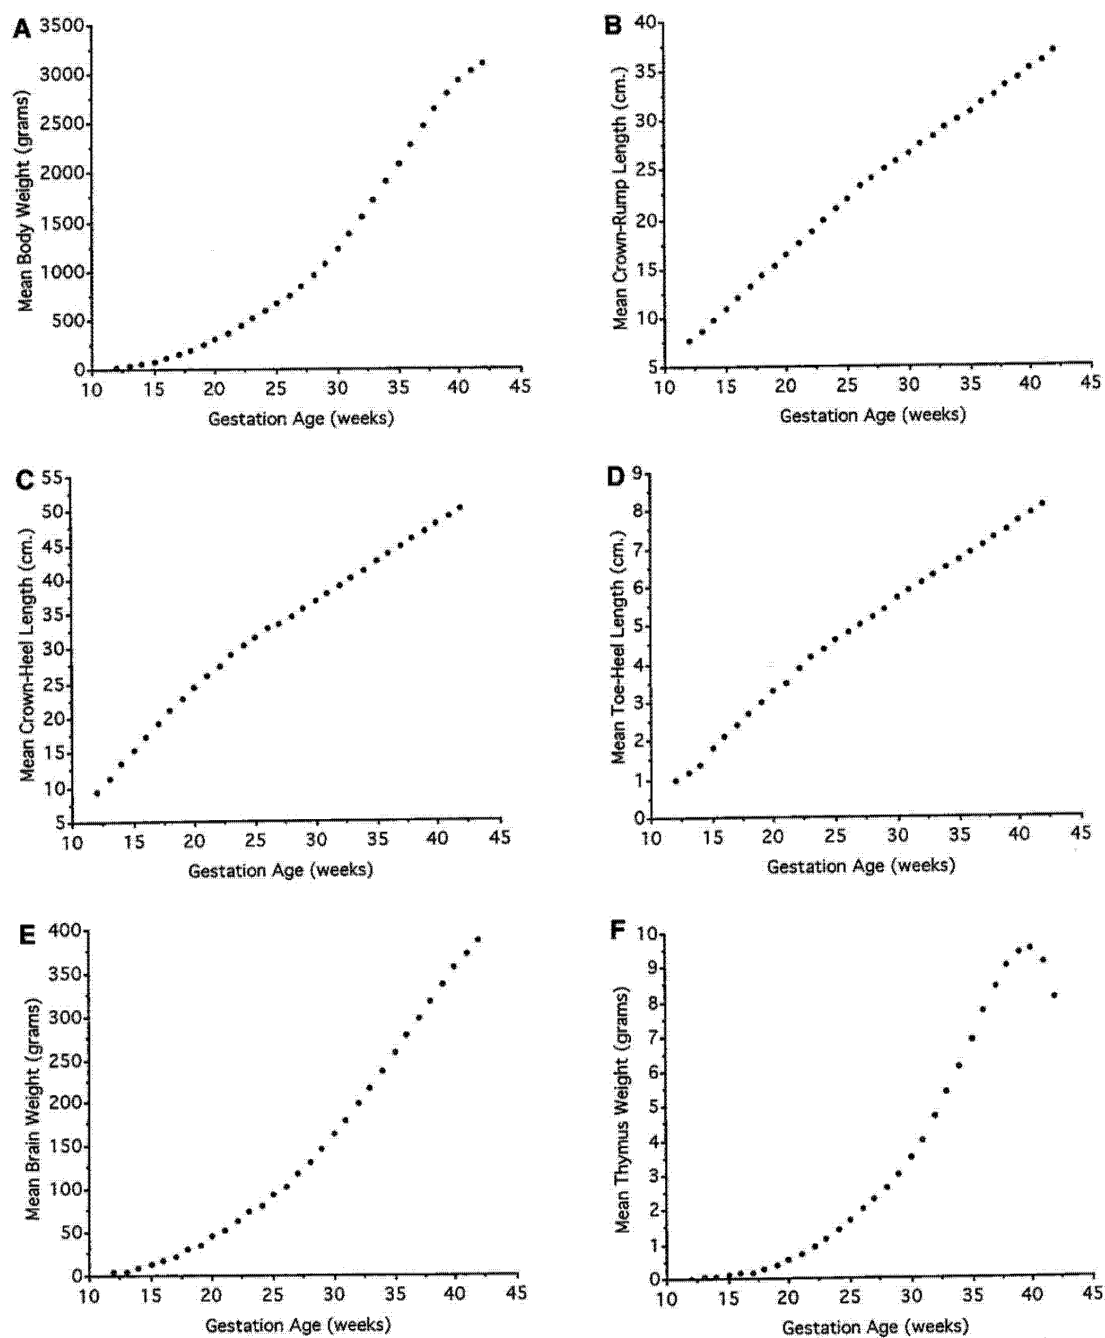 A
3500
3000
2500
2000
1500
1000
500
0
10 15 20 25 30 35 40 45
Mean Body Weight (grams)
Gestation Age (weeks)
B
40
35
30
25
20
15
10
5
10 15 20 25 30 35 40 45
Mean Crown-Rump Length (cm.)
Gestation Age (weeks)
C
55
50
45
40
35
30
25
20
15
10
5
10 15 20 25 30 35 40 45
Mean Crown-Heel Length (cm.)
Gestation Age (weeks)
D
9
8
7
6
5
4
3
2
1
0
10 15 20 25 30 35 40 45
Mean Toe-Heel Length (cm.)
Gestation Age (weeks)
E
400
350
300
250
200
150
100
50
0
10 15 20 25 30 35 40 45
Mean Brain Weight (grams)
Gestation Age (weeks)
F
10
9
8
7
6
5
4
3
2
1
0
10 15 20 25 30 35 40 45
Mean Thymus Weight (grams)
Gestation Age (weeks)